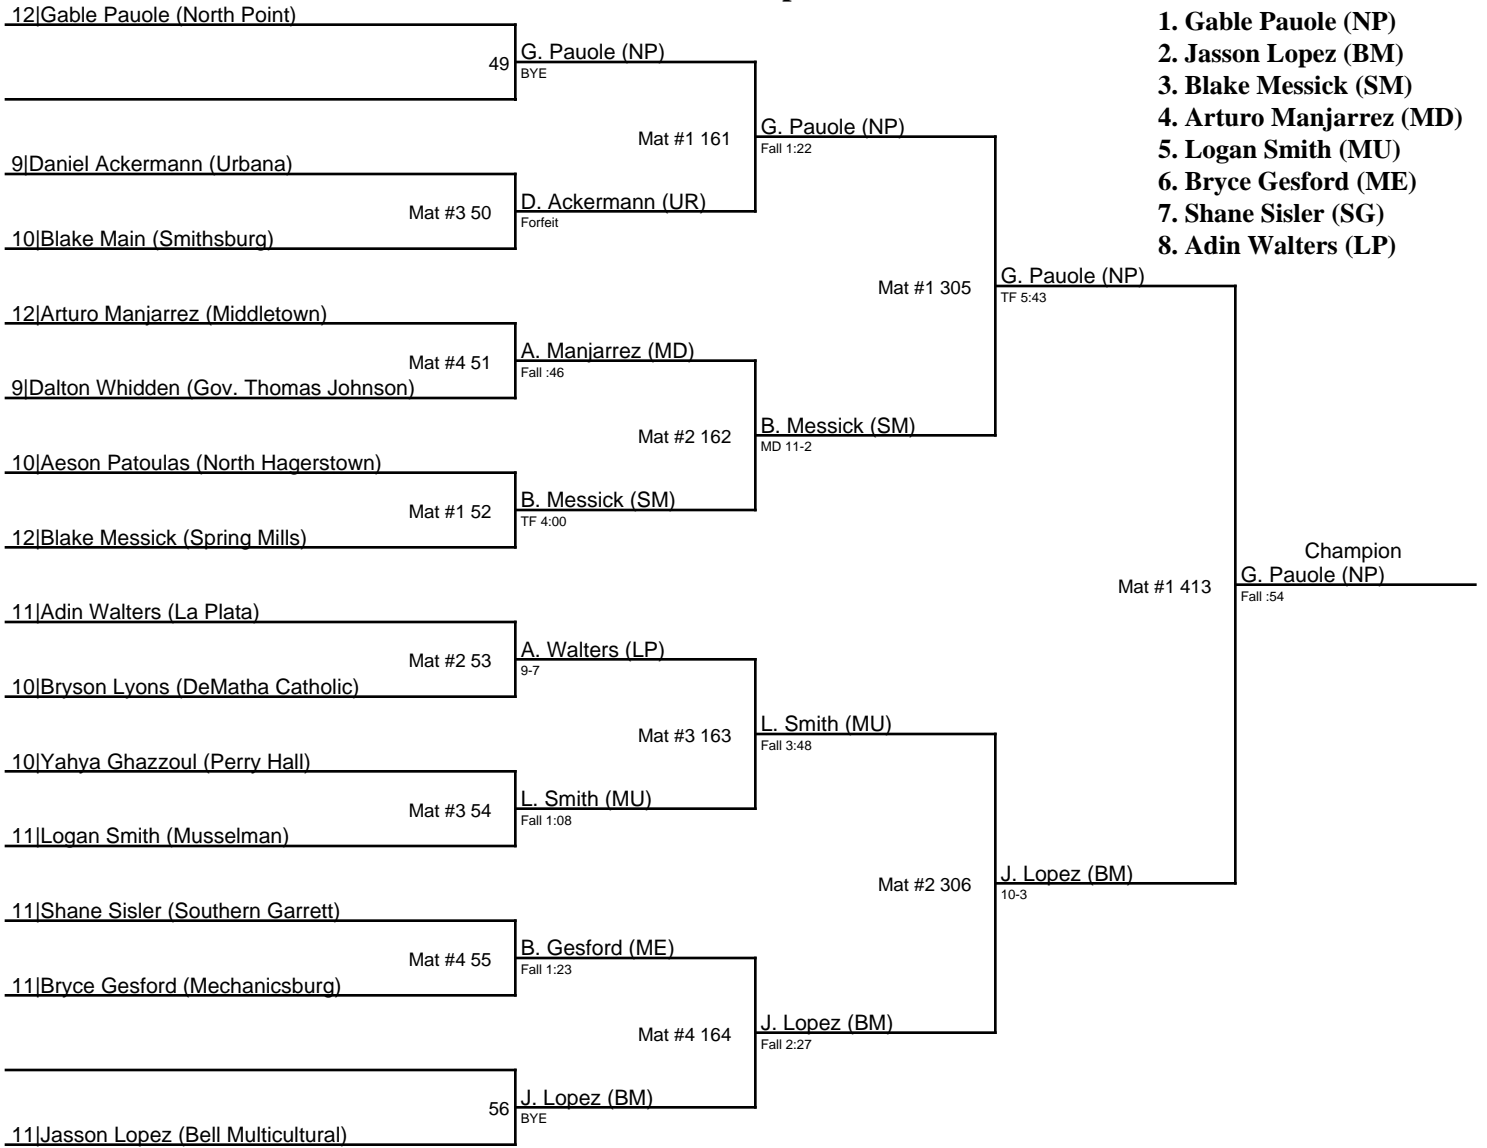 12|Gable Pauole (North Point)
49
G. Pauole (NP)
BYE
Mat #1 161
G. Pauole (NP)
Fall 1:22
9|Daniel Ackermann (Urbana)
Mat #3 50
D. Ackermann (UR)
Forfeit
10|Blake Main (Smithsburg)
Mat #1 305
G. Pauole (NP)
TF 5:43
12|Arturo Manjarrez (Middletown)
Mat #4 51
A. Manjarrez (MD)
Fall :46
9|Dalton Whidden (Gov. Thomas Johnson)
Mat #2 162
B. Messick (SM)
MD 11-2
10|Aeson Patoulas (North Hagerstown)
Mat #1 52
B. Messick (SM)
TF 4:00
12|Blake Messick (Spring Mills)
Mat #1 413
Champion
G. Pauole (NP)
Fall :54
11|Adin Walters (La Plata)
Mat #2 53
A. Walters (LP)
9-7
10|Bryson Lyons (DeMatha Catholic)
Mat #3 163
L. Smith (MU)
Fall 3:48
10|Yahya Ghazzoul (Perry Hall)
Mat #3 54
L. Smith (MU)
Fall 1:08
11|Logan Smith (Musselman)
Mat #2 306
J. Lopez (BM)
10-3
11|Shane Sisler (Southern Garrett)
Mat #4 55
B. Gesford (ME)
Fall 1:23
11|Bryce Gesford (Mechanicsburg)
Mat #4 164
J. Lopez (BM)
Fall 2:27
56
J. Lopez (BM)
BYE
11|Jasson Lopez (Bell Multicultural)
1. Gable Pauole (NP)
2. Jasson Lopez (BM)
3. Blake Messick (SM)
4. Arturo Manjarrez (MD)
5. Logan Smith (MU)
6. Bryce Gesford (ME)
7. Shane Sisler (SG)
8. Adin Walters (LP)